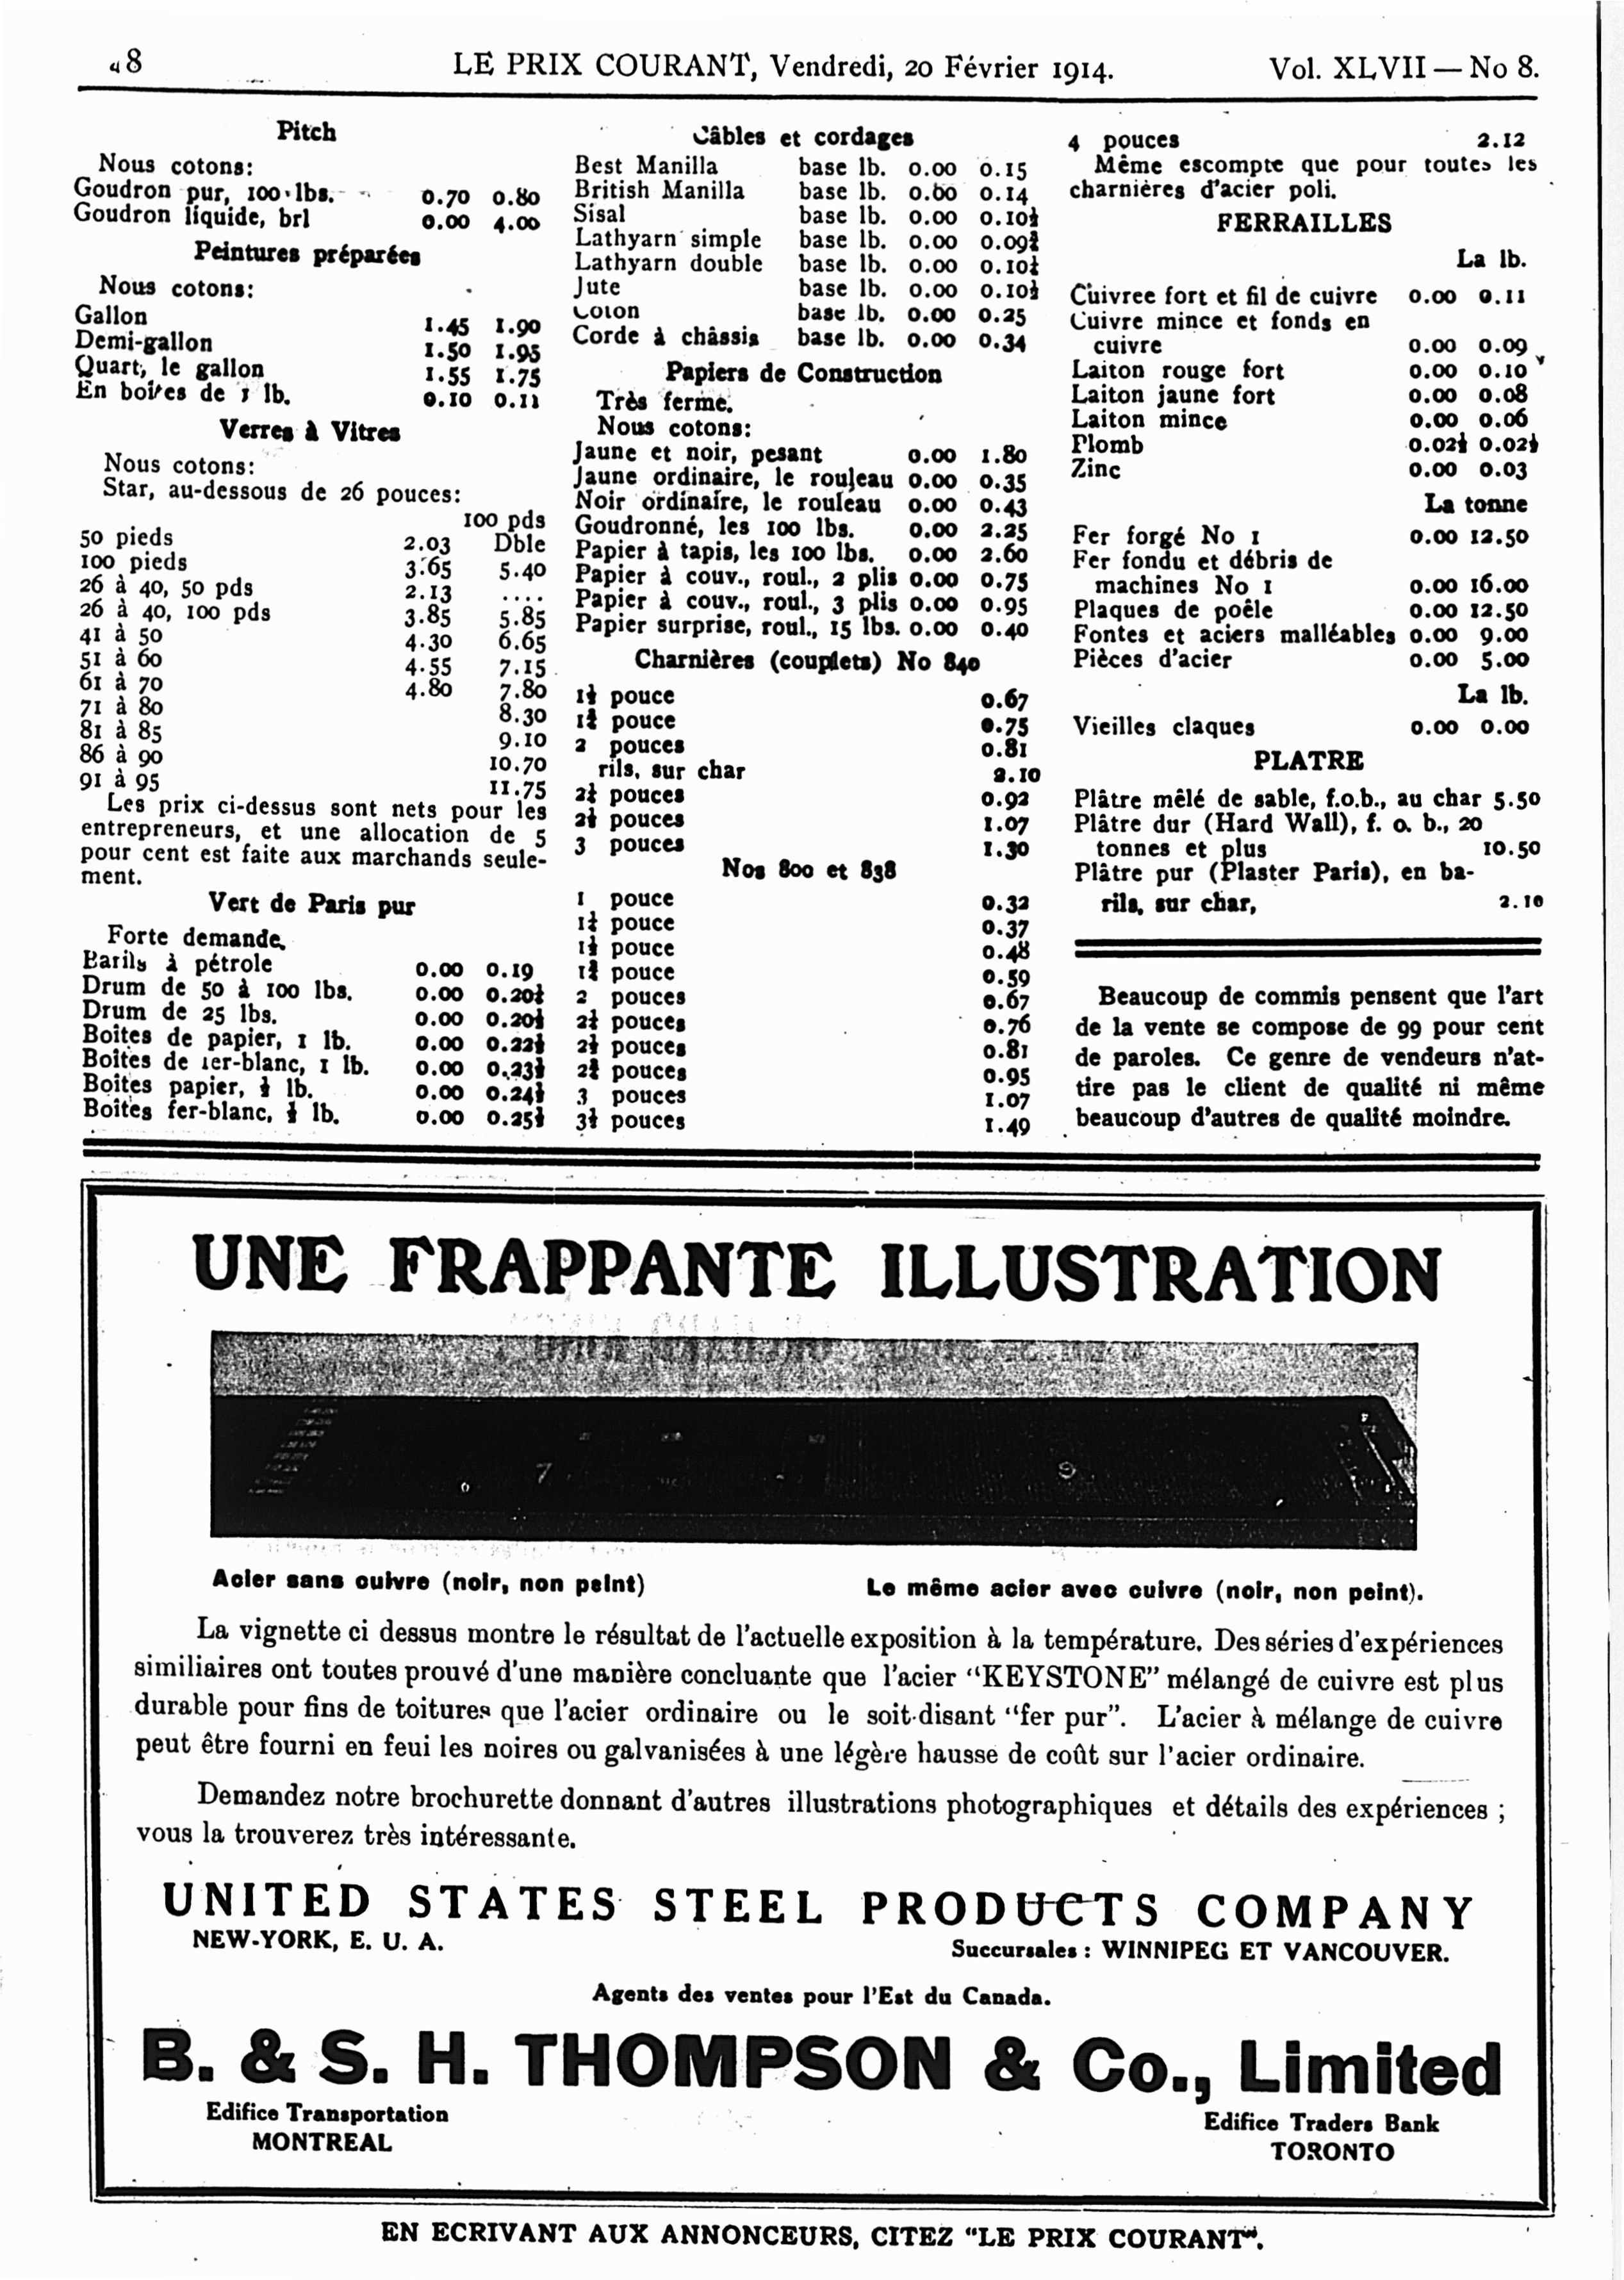 48 LE PRIX COURANT, Vendredi, 20 Février 1914. Vol. XLVII — No 8.
Pitch
Nous cotons:
Goudron pur, 100 lbs. 0.70 0.80
Goudron liquide, brl 0.00 4.00
Peintures préparées
Nous cotons:
Gallon 1.45 1.90
Demi-gallon 1.50 1.95
Quart, le gallon 1.55 1.75
En boites de 1 lb. 0.10 0.11
Verres à Vitres
Nous cotons:
Star, au-dessous de 26 pouces:
100 pds
50 pieds 2.03 Dble
100 pieds 3.65 5.40
26 à 40, 50 pds 2.13 ....
26 à 40, 100 pds 3.85 5.85
41 à 50 4.30 6.65
51 à 60 4.55 7.15
61 à 70 4.80 7.80
71 à 80 8.30
81 à 85 9.10
86 à 90 10.70
91 à 95 11.75
Les prix ci-dessus sont nets pour les
entrepreneurs, et une allocation de 5
pour cent est faite aux marchands seule-
ment.
Vert de Paris pur
Forte demande.
Barils à pétrole 0.00 0.19
Drum de 50 à 100 lbs. 0.00
Drum de 25 lbs. 0.00
Boîtes de papier, 1 lb. 0.00
Boîtes de fer-blanc, 1 lb. 0.00
Boîtes papier, ½ lb. 0.00
Boîtes fer-blanc, ½ lb. 0.00
Câbles et cordages
Best Manilla base lb. 0.00 0.15
British Manilla base lb. 0.00 0.14
Sisal base lb. 0.00 0.10½
Lathyarn simple base lb. 0.00
Lathyarn double base lb. 0.00
Jute base lb. 0.00 0.10½
Coton base lb. 0.00 0.25
Corde à châssis base lb. 0.00 0.34
Papiers de Construction
Très ferme.
Nous cotons:
Jaune et noir, pesant 0.00 1.80
Jaune ordinaire, le rouleau 0.00 0.35
Noir ordinaire, le rouleau 0.00 0.43
Goudronné, les 100 lbs. 0.00 2.25
Papier à tapis, les 100 lbs. 0.00 2.60
Papier à couv., roul., 2 plis 0.00 0.75
Papier à couv., roul., 3 plis 0.00 0.95
Papier surprise, roul., 15 lbs. 0.00 0.40
Charnières (couplets) No 840
1½ pouce 0.67
1¾ pouce 0.75
2 pouces 0.81
rils, sur char 2.10
2¼ pouces 0.92
2½ pouces 1.07
3 pouces 1.30
Nos 800 et 838
1 pouce 0.32
1¼ pouce 0.37
1½ pouce 0.48
1¾ pouce 0.59
2 pouces 0.67
2¼ pouces 0.76
2½ pouces 0.81
2¾ pouces 0.95
3 pouces 1.07
3½ pouces 1.49
4 pouces 2.12
Même escompte que pour toutes les
charnières d'acier poli.
FERRAILLES
La lb.
Cuivree fort et fil de cuivre 0.00 0.11
Cuivre mince et fonds en
cuivre 0.00 0.09
Laiton rouge fort 0.00 0.10
Laiton jaune fort 0.00 0.08
Laiton mince 0.00 0.06
Plomb
Zinc 0.00 0.03
La tonne
Fer forgé No 1 0.00 12.50
Fer fondu et débris de
machines No 1 0.00 16.00
Plaques de poêle 0.00 12.50
Fontes et aciers malléables 0.00 9.00
Pièces d'acier 0.00 5.00
La lb.
Vieilles claques 0.00 0.00
PLATRE
Plâtre mêlé de sable, f.o.b., au char 5.50
Plâtre dur (Hard Wall), f. o. b., 20
tonnes et plus 10.50
Plâtre pur (Plaster Paris), en ba-
rils, sur char, 2.10
Beaucoup de commis pensent que l'art
de la vente se compose de 99 pour cent
de paroles. Ce genre de vendeurs n'at-
tire pas le client de qualité ni même
beaucoup d'autres de qualité moindre.
UNE FRAPPANTE ILLUSTRATION
Acier sans cuivre (noir, non peint) Le même acier avec cuivre (noir, non peint).
La vignette ci dessus montre le résultat de l'actuelle exposition à la température. Des séries d'expériences
similiaires ont toutes prouvé d'une manière concluante que l'acier "KEYSTONE" mélangé de cuivre est plus
durable pour fins de toitures que l'acier ordinaire ou le soit-disant "fer pur". L'acier à mélange de cuivre
peut être fourni en feui les noires ou galvanisées à une légère hausse de coût sur l'acier ordinaire.
Demandez notre brochurette donnant d'autres illustrations photographiques et détails des expériences ;
vous la trouverez très intéressante.
UNITED STATES STEEL PRODUCTS COMPANY
NEW-YORK, E. U. A. Succursales : WINNIPEG ET VANCOUVER.
Agents des ventes pour l'Est du Canada.
B. & S. H. THOMPSON & Co., Limited
Edifice Transportation Edifice Traders Bank
MONTREAL TORONTO
EN ECRIVANT AUX ANNONCEURS, CITEZ "LE PRIX COURANT".